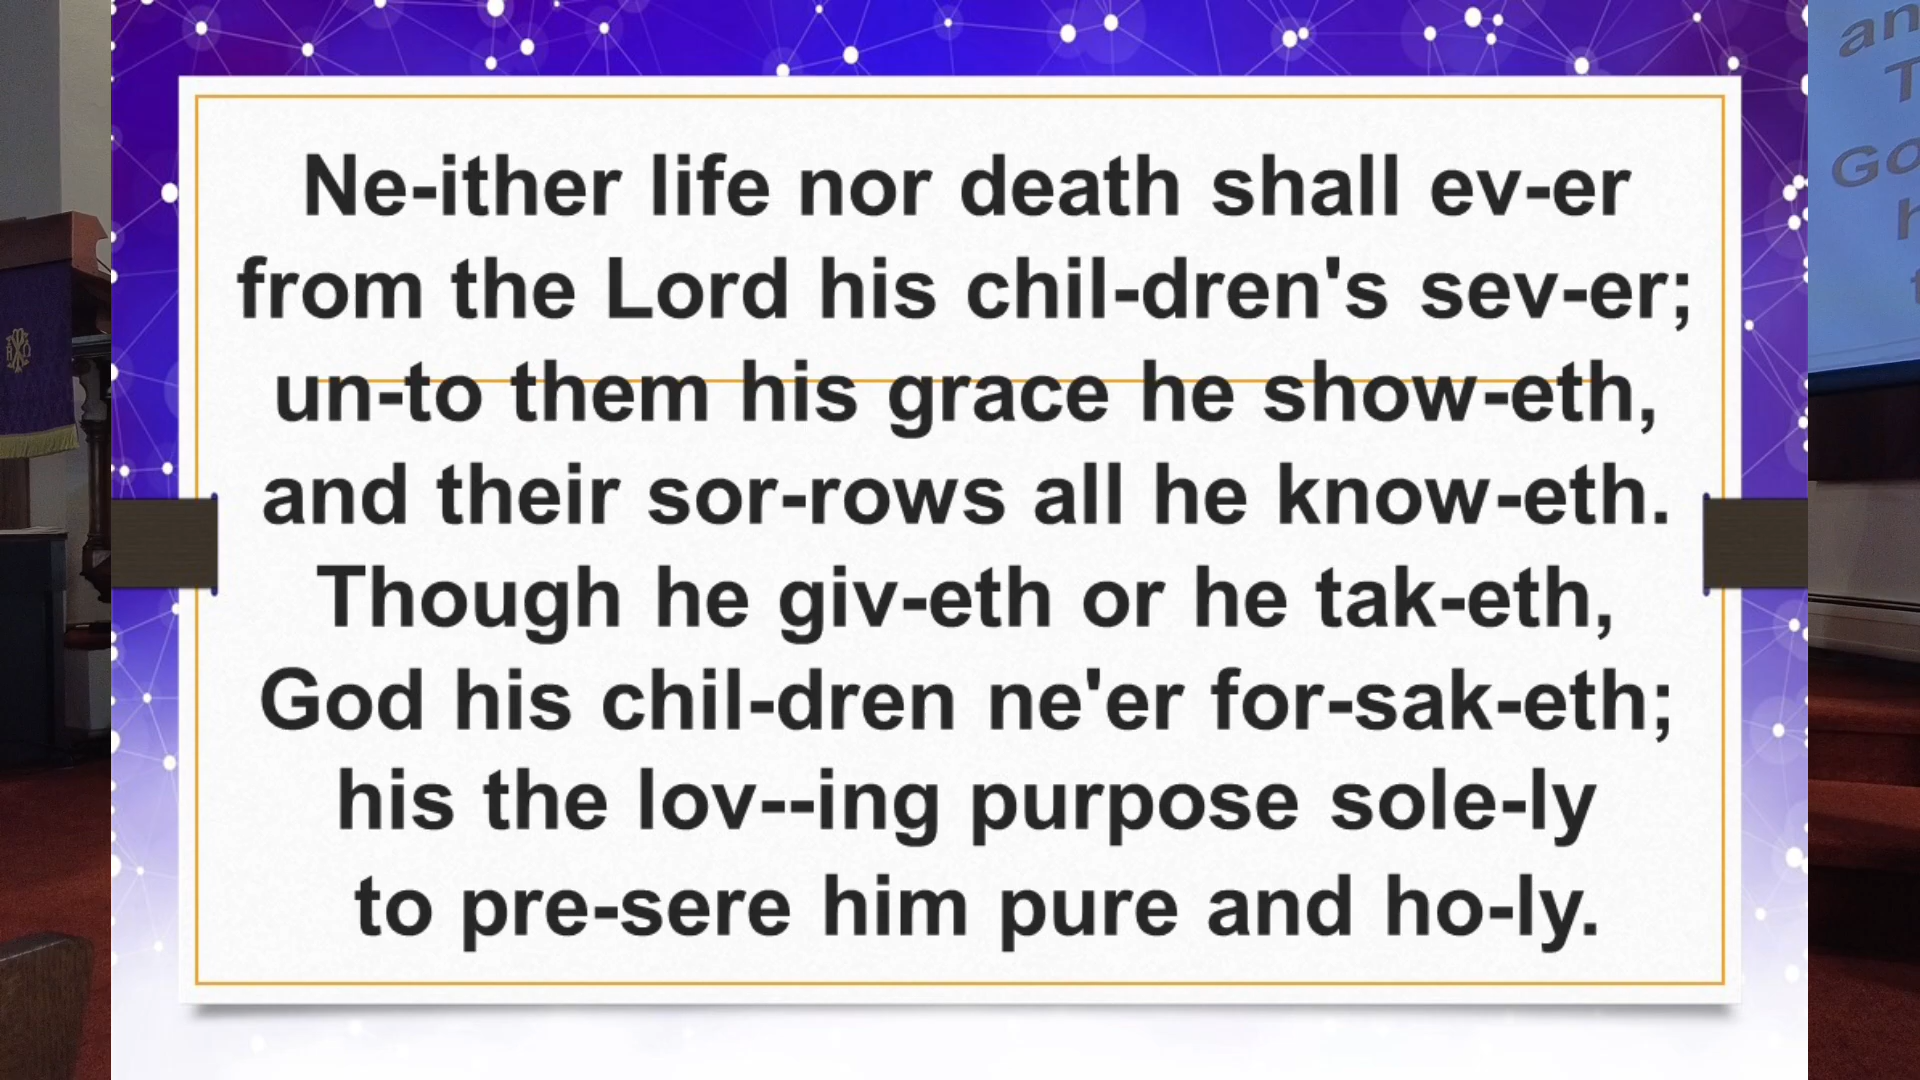 Ne-ither life nor death shall ev-er
from the Lord his chil-dren's sev-er;
un-to them his grace he show-eth,
and their sor-rows all he know-eth.
Though he giv-eth or he tak-eth,
God his chil-dren ne'er for-sak-eth;
his the lov--ing purpose sole-ly
to pre-sere him pure and ho-ly.